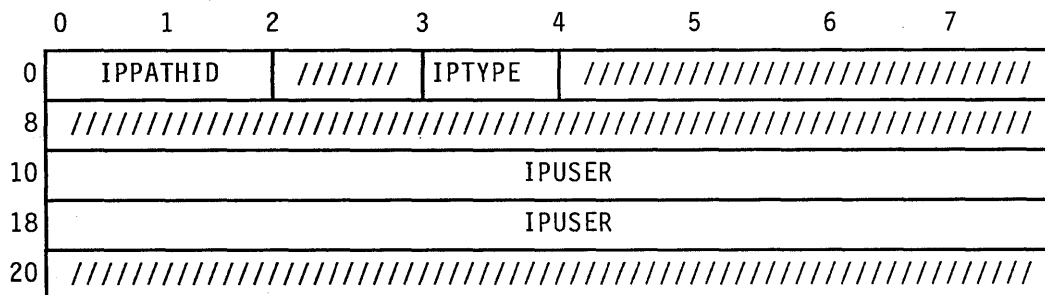 0 1 2 3 4 5 6 7
0 IPPATHID /////// IPTYPE //////////////////////////////
8 ////////////////////////////////////////////////////////////////
10 IPUSER
18 IPUSER
20 ////////////////////////////////////////////////////////////////